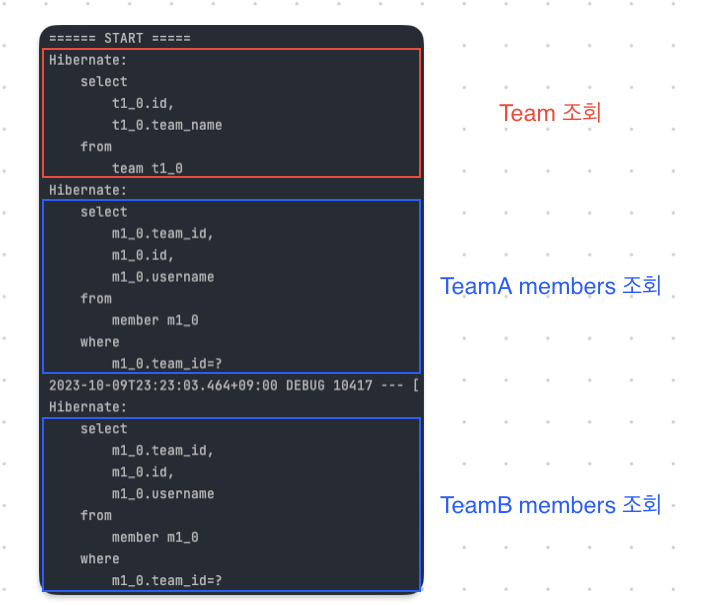 ====== START =====
Hibernate:
    select
        t1_0.id,
        t1_0.team_name
    from
        team t1_0
Team 조회
Hibernate:
    select
        m1_0.team_id,
        m1_0.id,
        m1_0.username
    from
        member m1_0
    where
        m1_0.team_id=?
TeamA members 조회
2023-10-09T23:23:03.464+09:00 DEBUG 10417 --- [
Hibernate:
    select
        m1_0.team_id,
        m1_0.id,
        m1_0.username
    from
        member m1_0
    where
        m1_0.team_id=?
TeamB members 조회